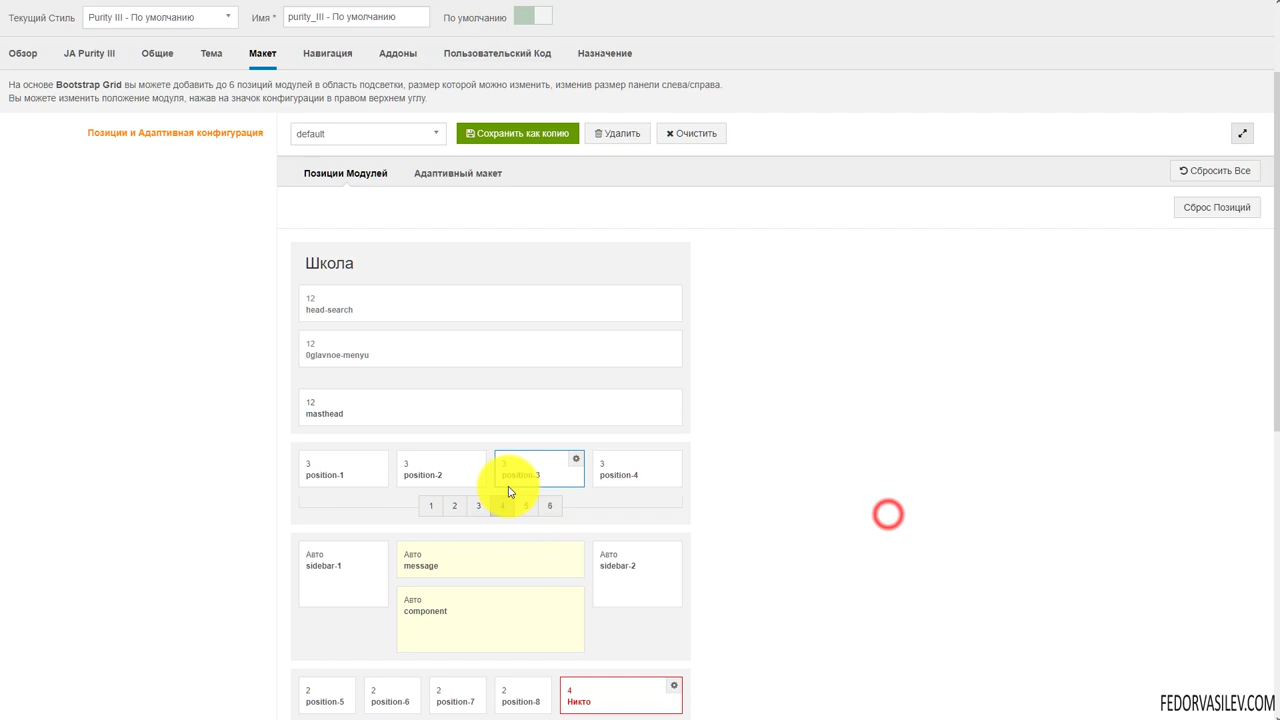 Текущий Стиль
Purity III - По умолчанию
Имя *
purity_III - По умолчанию
По умолчанию
Обзор
JA Purity III
Общие
Тема
Макет
Навигация
Аддоны
Пользовательский Код
Назначение
На основе Bootstrap Grid вы можете добавить до 6 позиций модулей в область подсветки, размер которой можно изменить, изменив размер панели слева/справа.
Вы можете изменить положение модуля, нажав на значок конфигурации в правом верхнем углу.
Позиции и Адаптивная конфигурация
default
Сохранить как копию
Удалить
Очистить
Позиции Модулей
Адаптивный макет
Сбросить Все
Сброс Позиций
Школа
12
head-search
12
0glavnoe-menyu
12
masthead
3
position-1
3
position-2
3
position-3
3
position-4
1 2 3 4 5 6
Авто
sidebar-1
Авто
message
Авто
sidebar-2
Авто
component
2
position-5
2
position-6
2
position-7
2
position-8
4
Никто
FEDORVASILEV.COM